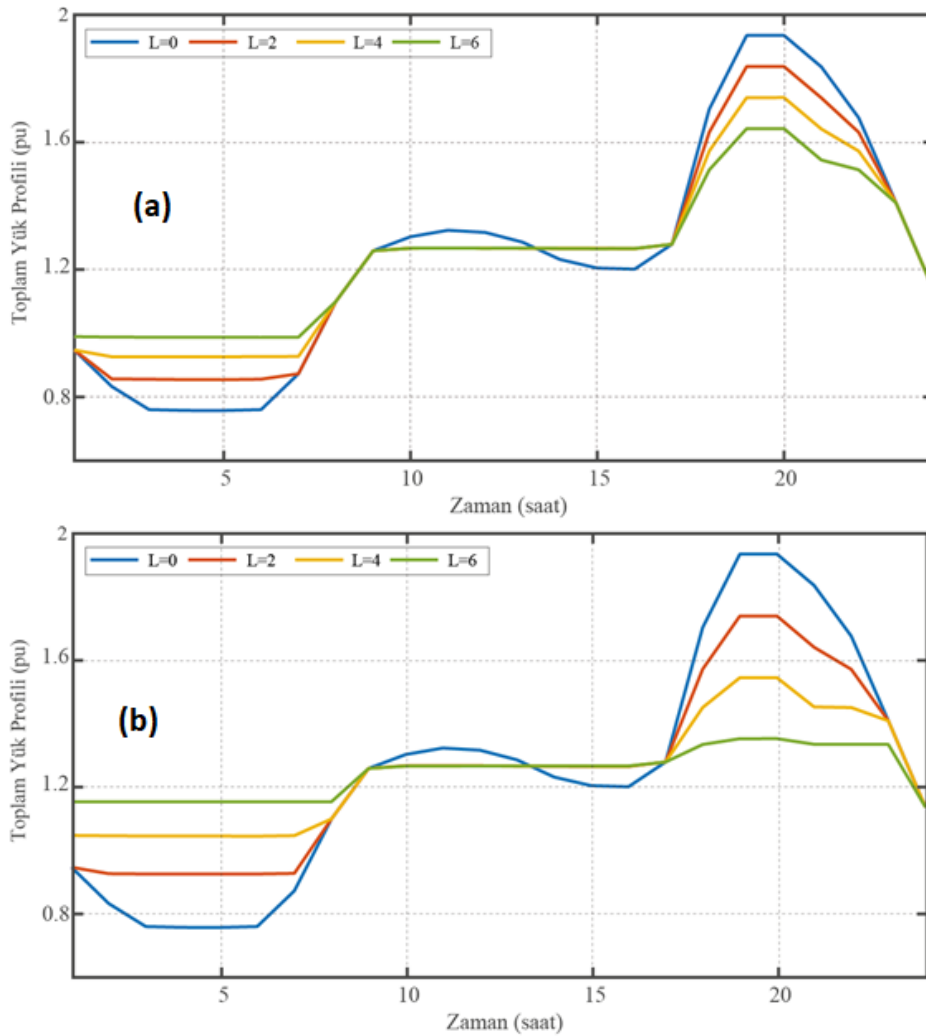 2
L=0 L=2 L=4 L=6
1.6
(a)
1.2
0.8
Toplam Yük Profili (pu)
5 10 15 20
Zaman (saat)
2
L=0 L=2 L=4 L=6
1.6
(b)
1.2
0.8
Toplam Yük Profili (pu)
5 10 15 20
Zaman (saat)